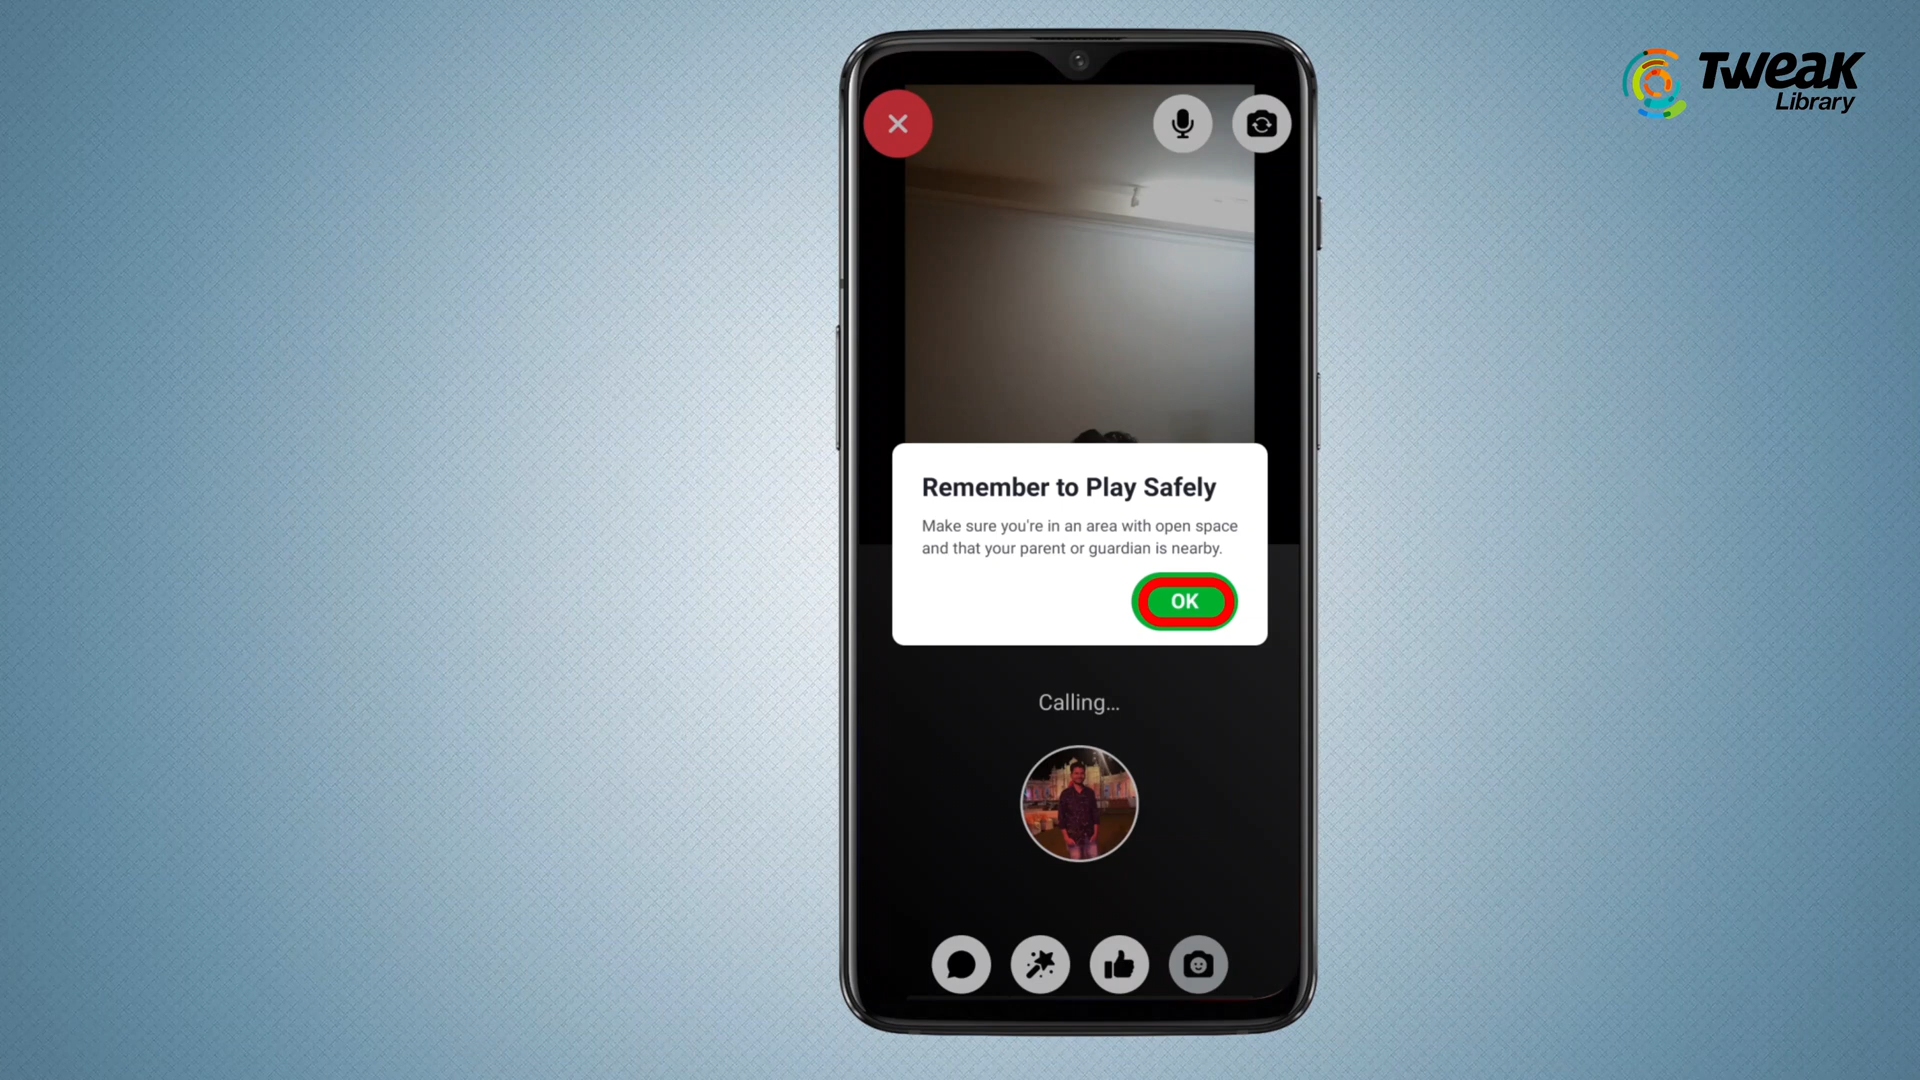 TWEAK
Library
Remember to Play Safely
Make sure you're in an area with open space
and that your parent or guardian is nearby.
OK
Calling...